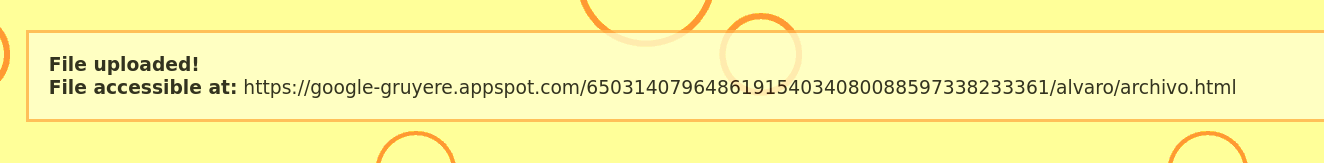 File uploaded!
File accessible at: https://google-gruyere.appspot.com/650314079648619154034080088597338233361/alvaro/archivo.html